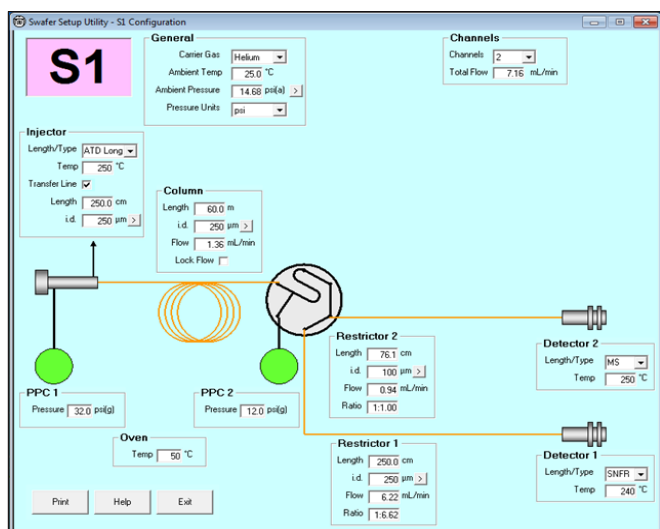 Swafer Setup Utility - S1 Configuration
S1
General
Carrier Gas Helium
Ambient Temp 25.0 °C
Ambient Pressure 14.68 psi(a) >
Pressure Units psi
Channels
Channels 2
Total Flow 7.16 mL/min
Injector
Length/Type ATD Long
Temp 250 °C
Transfer Line
Length 250.0 cm
i.d. 250 µm >
Column
Length 60.0 m
i.d. 250 µm >
Flow 1.36 mL/min
Lock Flow
PPC 1
Pressure 32.0 psi(g)
PPC 2
Pressure 12.0 psi(g)
Restrictor 2
Length 76.1 cm
i.d. 100 µm >
Flow 0.94 mL/min
Ratio 1:1.00
Detector 2
Length/Type MS
Temp 250 °C
Oven
Temp 50 °C
Restrictor 1
Length 250.0 cm
i.d. 250 µm >
Flow 6.22 mL/min
Ratio 1:6.62
Detector 1
Length/Type SNFR
Temp 240 °C
Print Help Exit